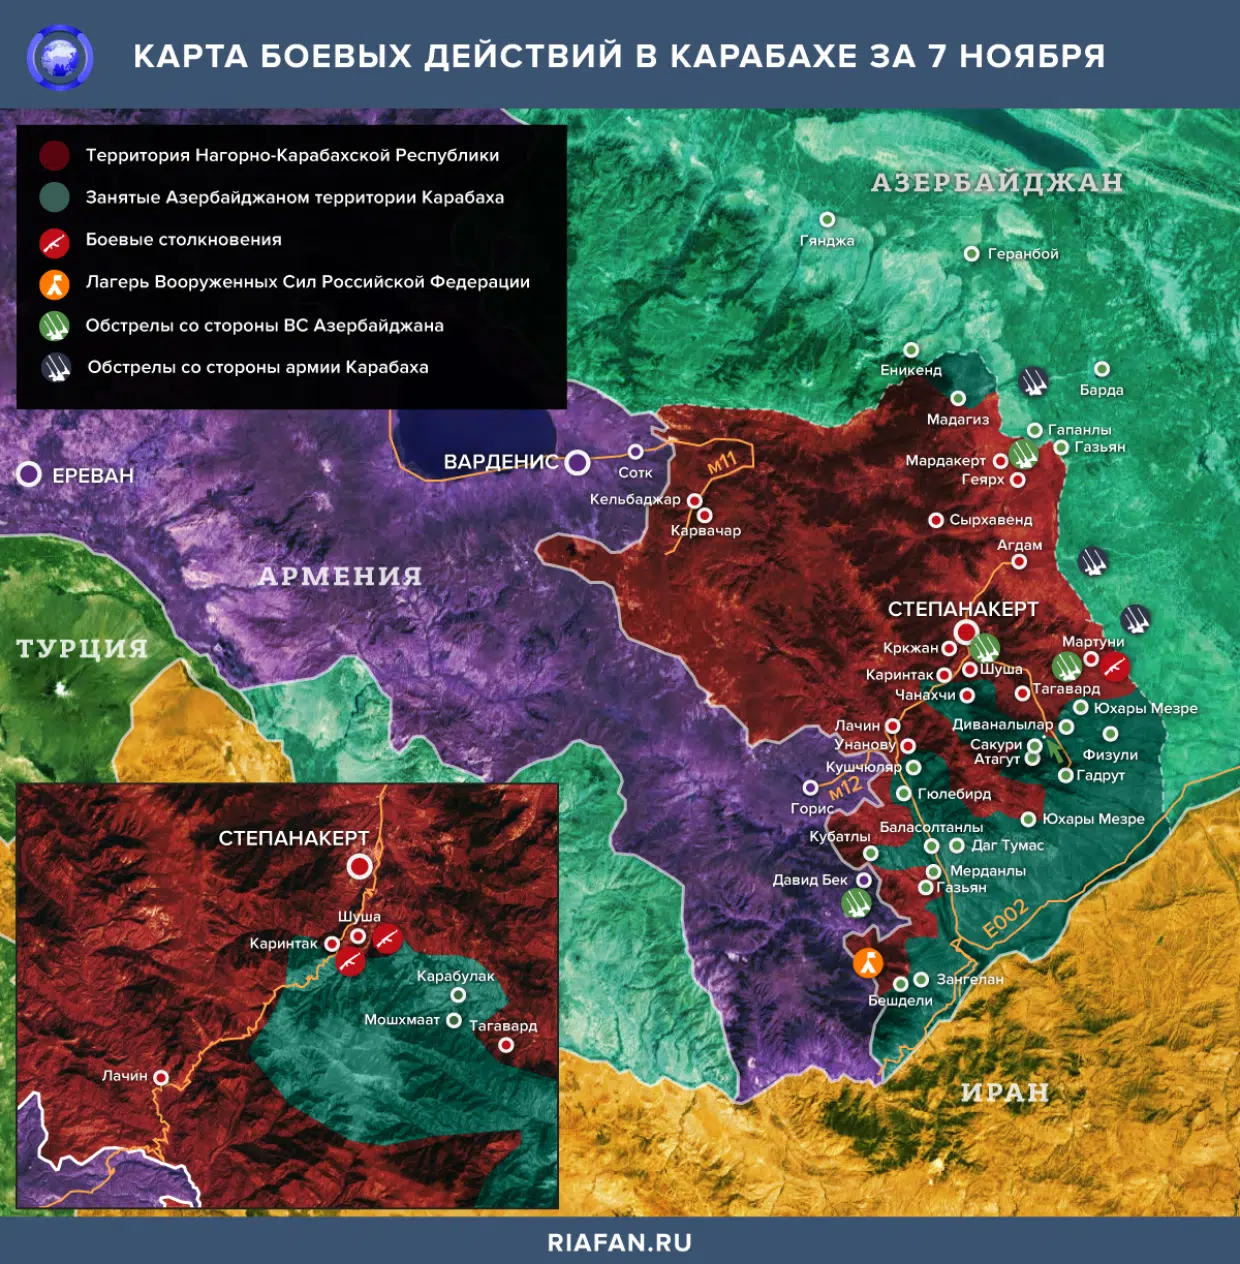 КАРТА БОЕВЫХ ДЕЙСТВИЙ В КАРАБАХЕ ЗА 7 НОЯБРЯ
Территория Нагорно-Карабахской Республики
Занятые Азербайджаном территории Карабаха
Боевые столкновения
Лагерь Вооруженных Сил Российской Федерации
Обстрелы со стороны ВС Азербайджана
Обстрелы со стороны армии Карабаха
АЗЕРБАЙДЖАН
Гянджа
Геранбой
Еникенд
Барда
Мадагиз
Гапанлы
Газьян
ВАРДЕНИС
Сотк
М11
Мардакерт
Геярх
ЕРЕВАН
Кельбаджар
Карвачар
Сырхавенд
Агдам
АРМЕНИЯ
СТЕПАНАКЕРТ
ТУРЦИЯ
Кркжан
Мартуни
Каринтак
Шуша
Чанахчи
Тагавард
Юхары Мезре
Лачин
Диваналылар
Унанову
Сакури
Атагут
Физули
Кушчюляр
Гадрут
М12
Горис
Гюлебирд
Юхары Мезре
Кубатлы
Баласолтанлы
Даг Тумас
Мерданлы
Давид Бек
Газьян
Е002
Зангелан
Бешдели
ИРАН
СТЕПАНАКЕРТ
Шуша
Каринтак
Карабулак
Мошхмаат
Тагавард
Лачин
RIAFAN.RU